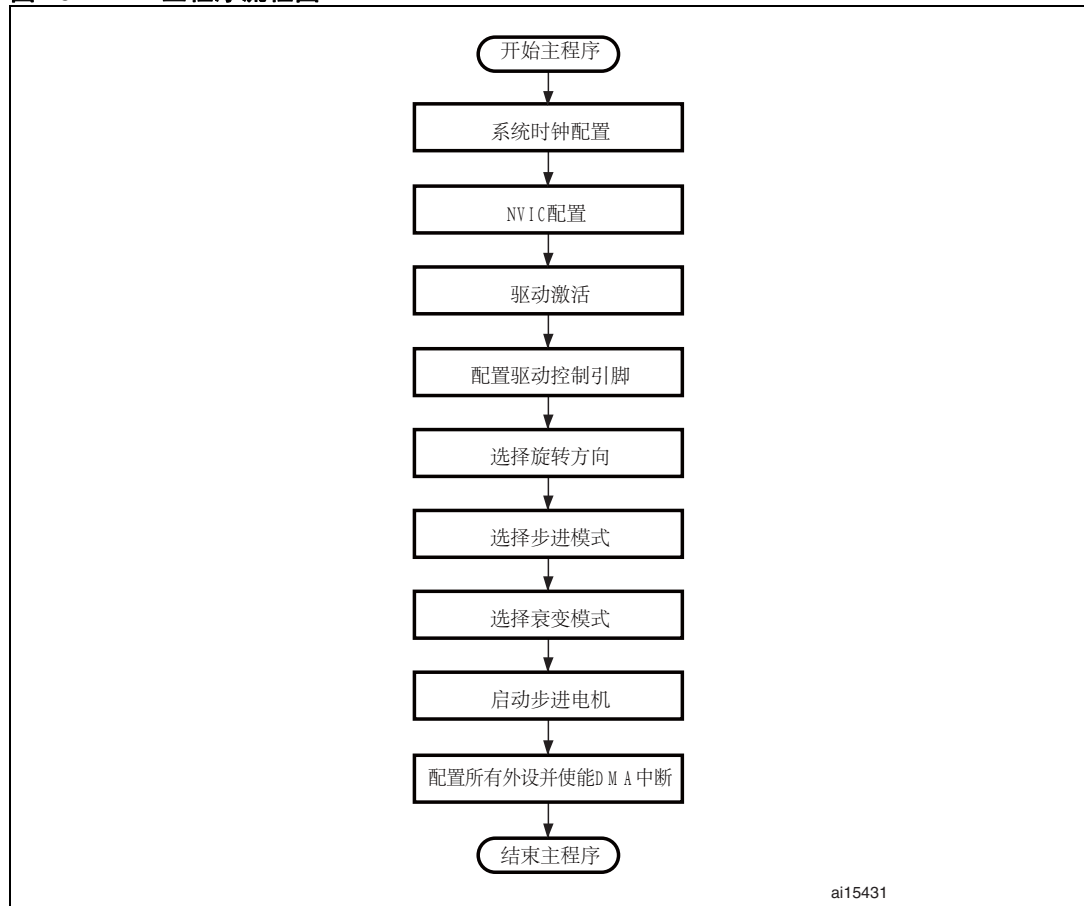 开始主程序
系统时钟配置
NVIC配置
驱动激活
配置驱动控制引脚
选择旋转方向
选择步进模式
选择衰变模式
启动步进电机
配置所有外设并使能DMA中断
结束主程序
ai15431